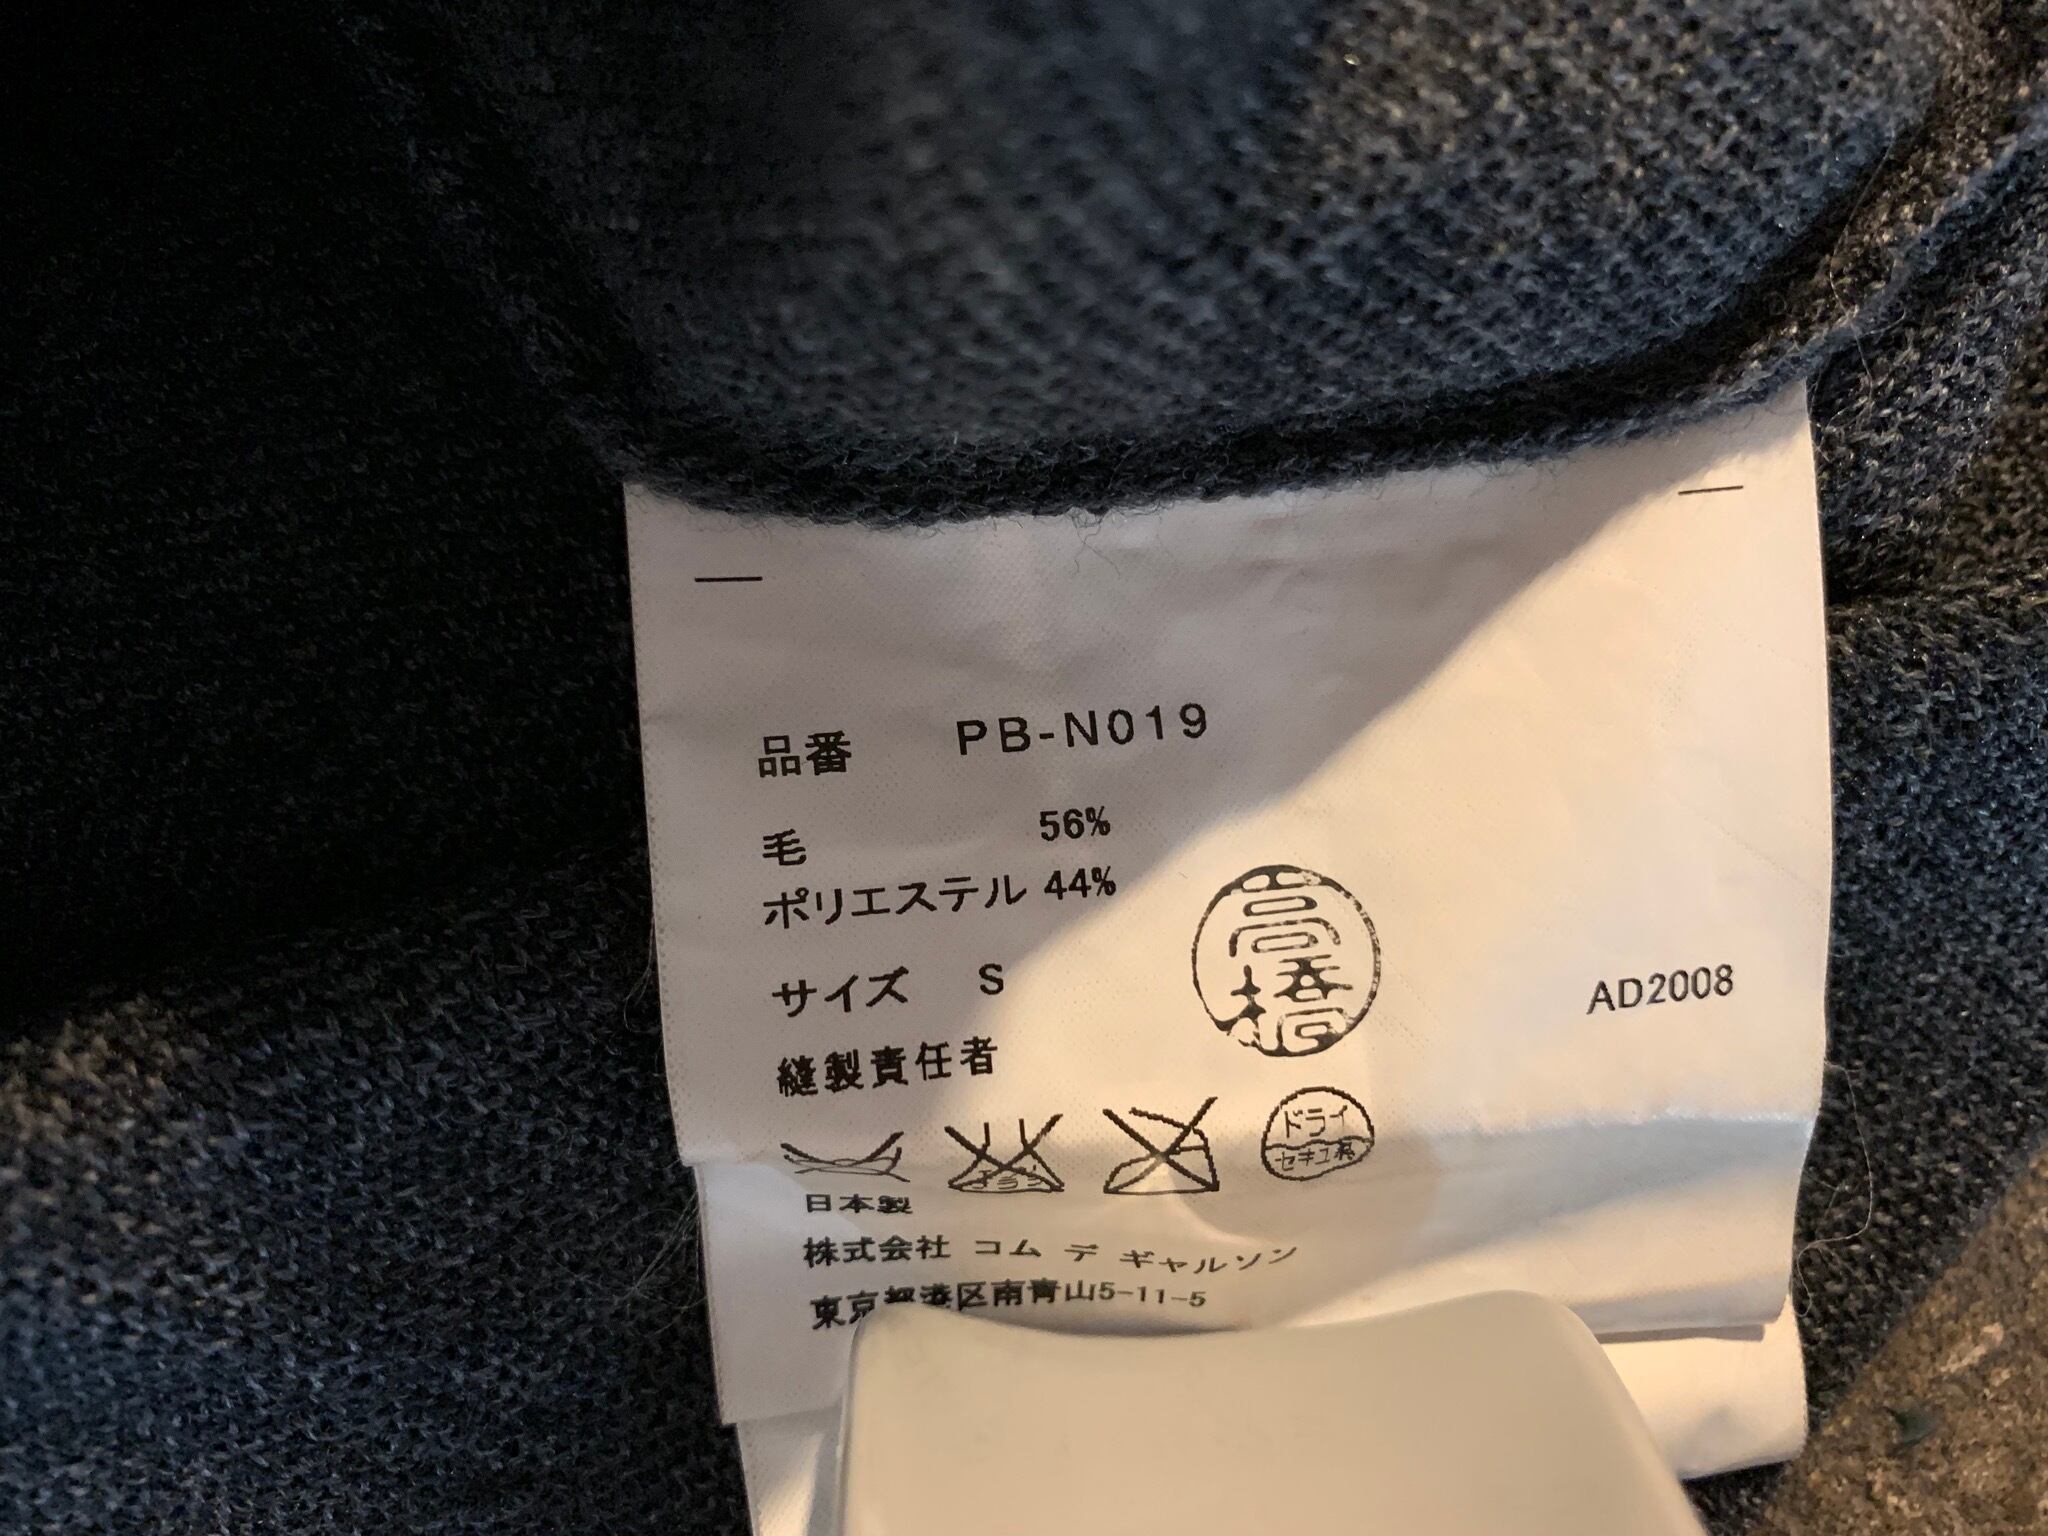 品番 PB-N019
毛 56%
ポリエステル 44%
サイズ S
高橋
AD2008
縫製責任者
エンソ
ドライ
セキユ系
日本製
株式会社 コム デ ギャルソン
東京都港区南青山5-11-5